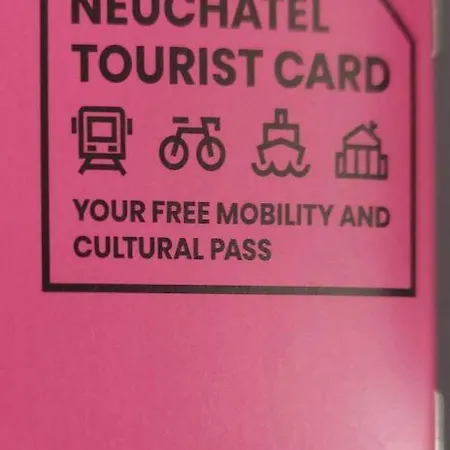 NEUCHATEL
TOURIST CARD
YOUR FREE MOBILITY AND
CULTURAL PASS